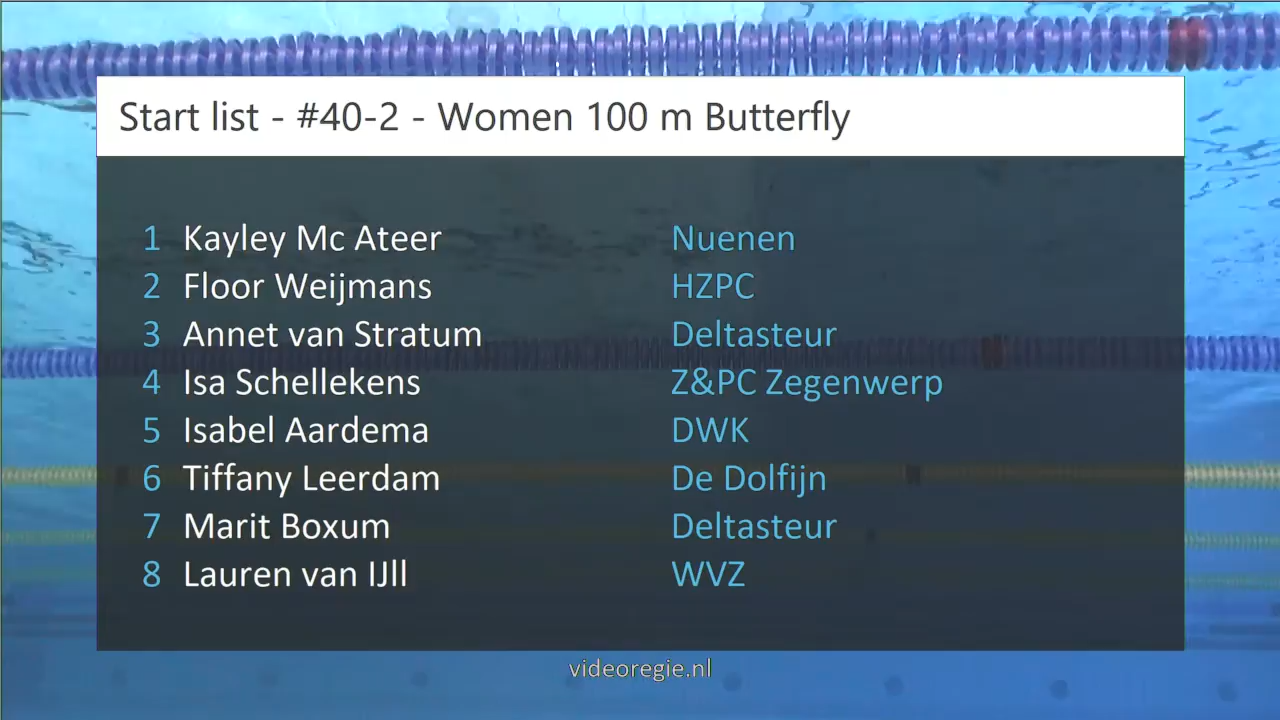 Start list - #40-2 - Women 100 m Butterfly
1 Kayley Mc Ateer Nuenen
2 Floor Weijmans HZPC
3 Annet van Stratum Deltasteur
4 Isa Schellekens Z&PC Zegenwerp
5 Isabel Aardema DWK
6 Tiffany Leerdam De Dolfijn
7 Marit Boxum Deltasteur
8 Lauren van IJll WVZ
videoregie.nl